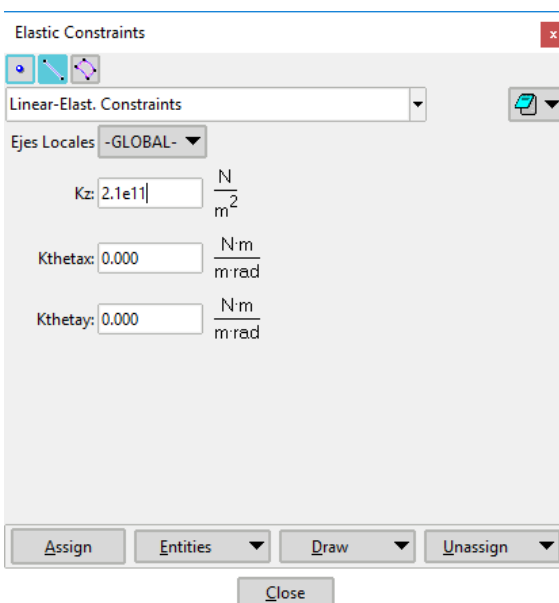 Elastic Constraints
x
Linear-Elast. Constraints
Ejes Locales -GLOBAL-
Kz: 2.1e11 N/m²
Kthetax: 0.000 N·m/m·rad
Kthetay: 0.000 N·m/m·rad
Assign Entities Draw Unassign
Close